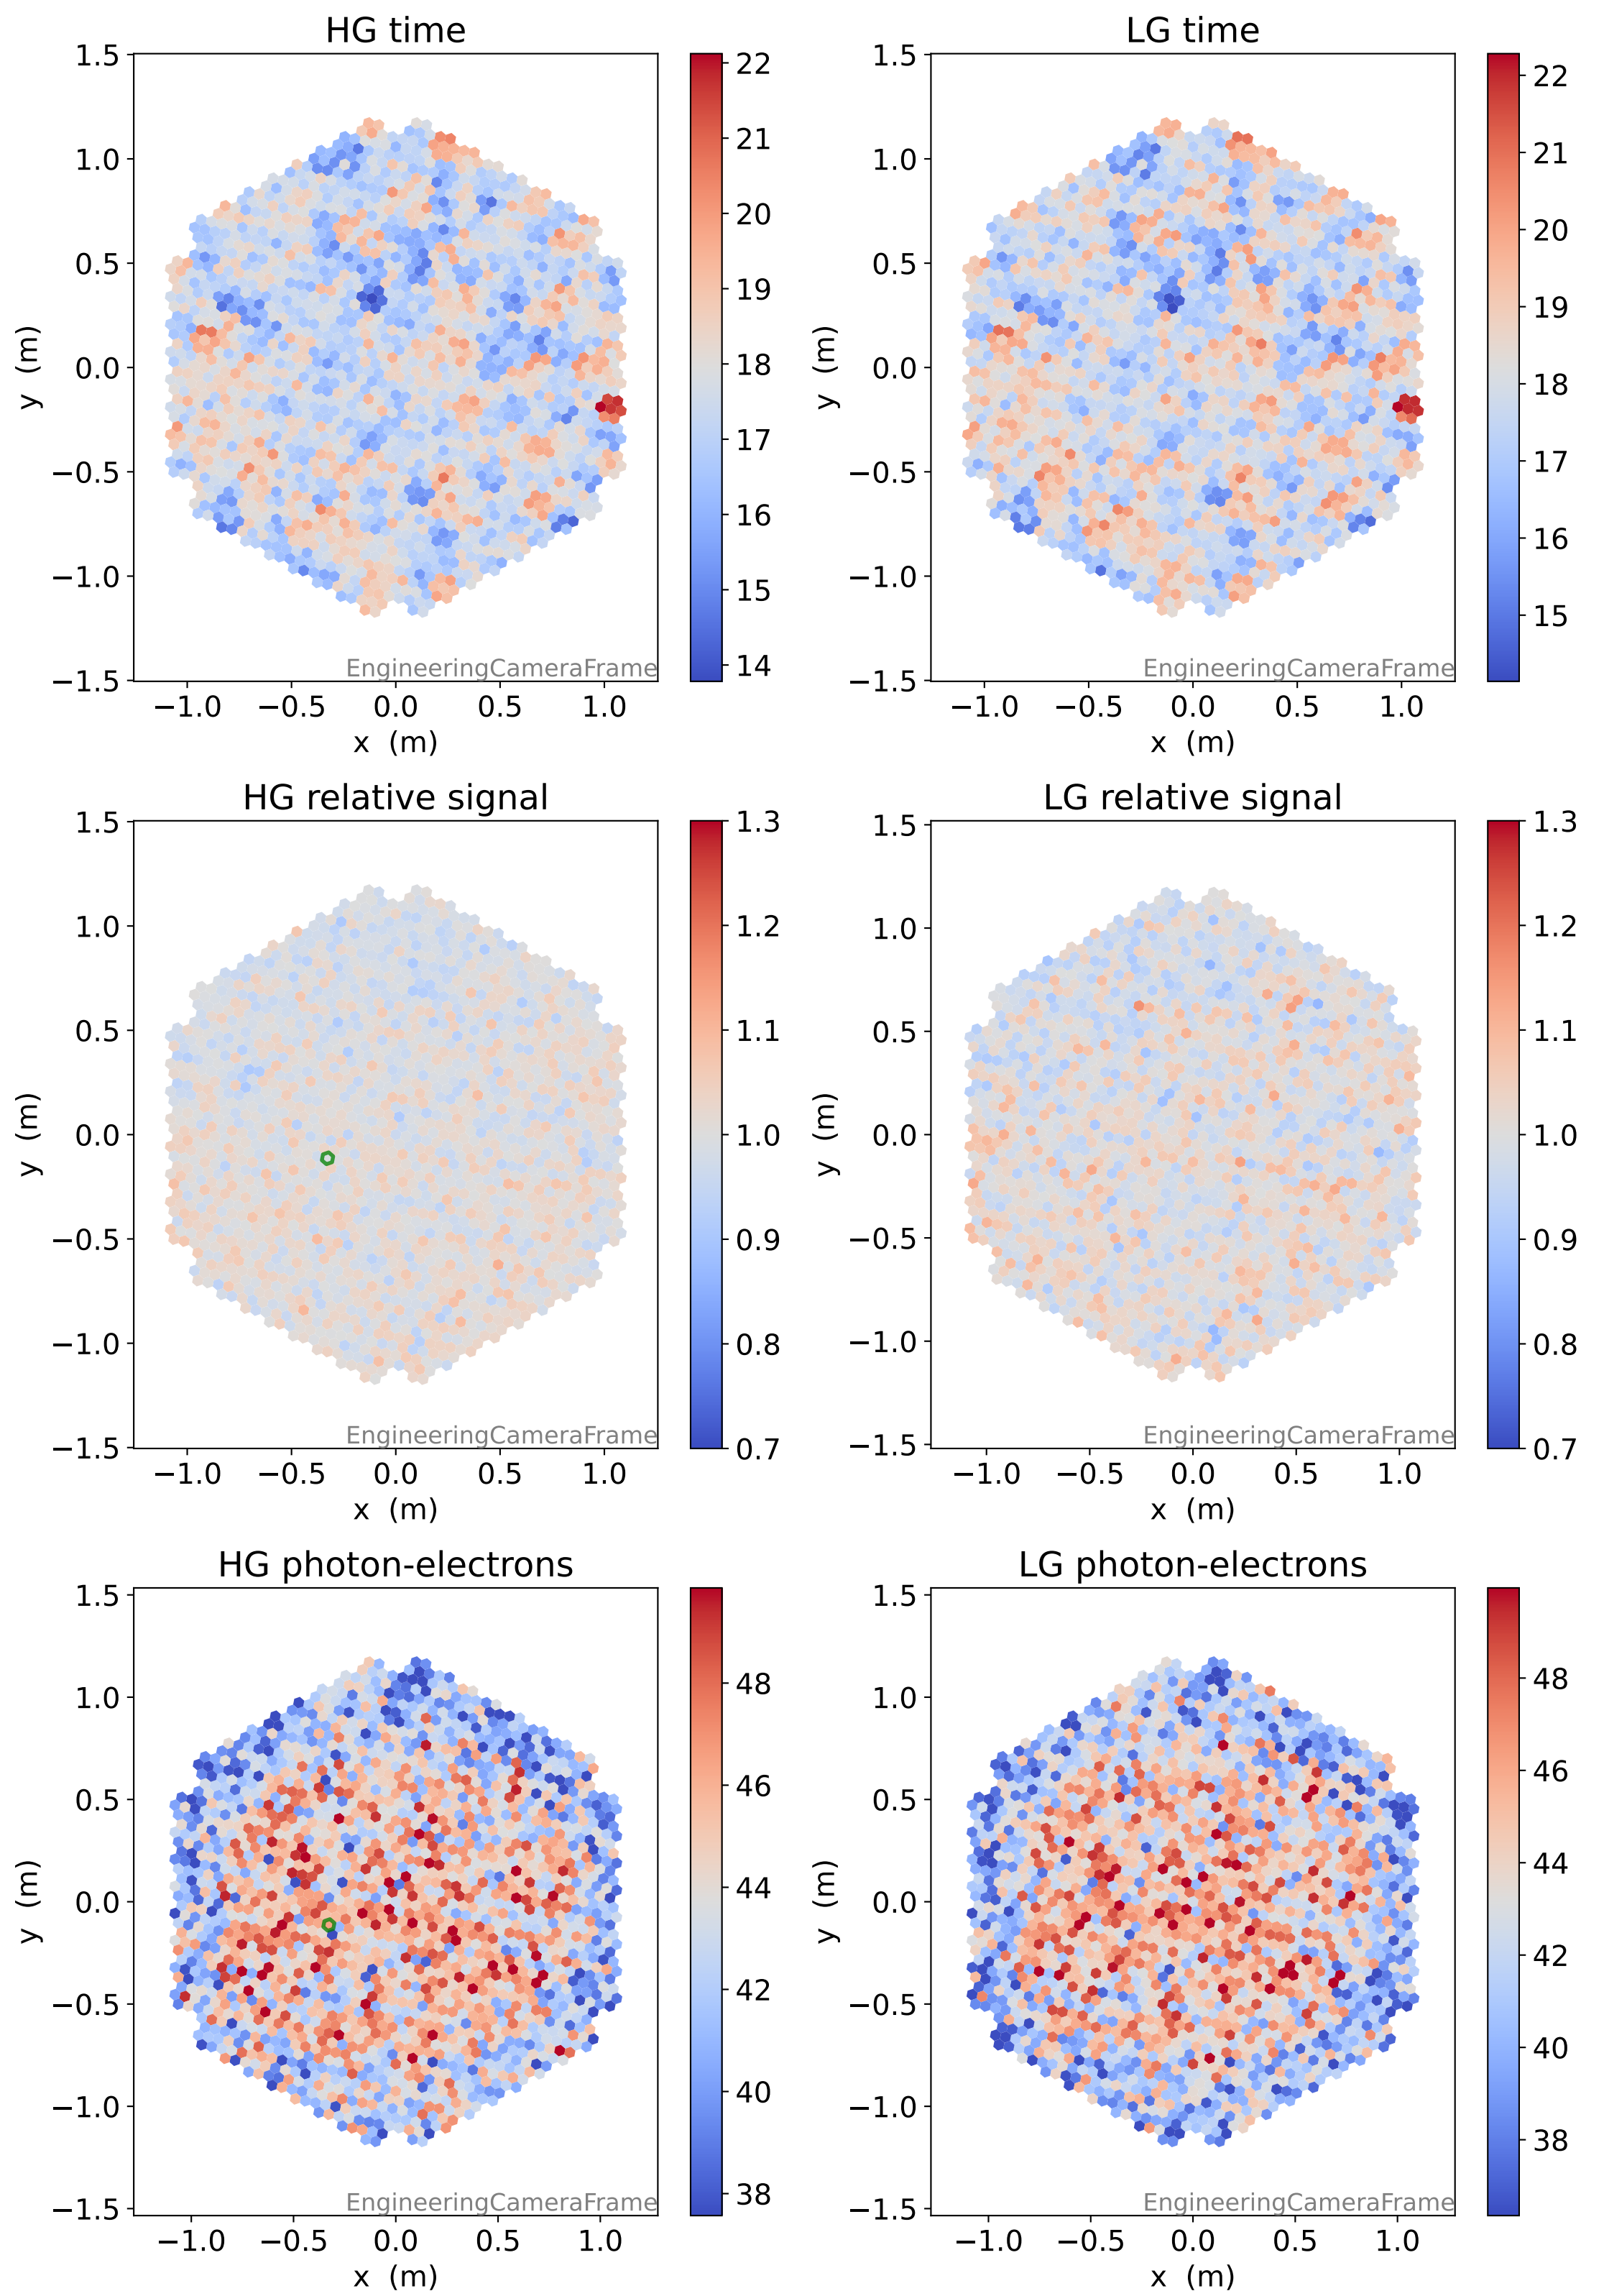 HG time
1.5
1.0
0.5
0.0
−0.5
−1.0
−1.5
y (m)
−1.0 −0.5 0.0 0.5 1.0
x (m)
EngineeringCameraFrame
22
21
20
19
18
17
16
15
14
LG time
1.5
1.0
0.5
0.0
−0.5
−1.0
−1.5
y (m)
−1.0 −0.5 0.0 0.5 1.0
x (m)
EngineeringCameraFrame
22
21
20
19
18
17
16
15
HG relative signal
1.5
1.0
0.5
0.0
−0.5
−1.0
−1.5
y (m)
−1.0 −0.5 0.0 0.5 1.0
x (m)
EngineeringCameraFrame
1.3
1.2
1.1
1.0
0.9
0.8
0.7
LG relative signal
1.5
1.0
0.5
0.0
−0.5
−1.0
−1.5
y (m)
−1.0 −0.5 0.0 0.5 1.0
x (m)
EngineeringCameraFrame
1.3
1.2
1.1
1.0
0.9
0.8
0.7
HG photon-electrons
1.5
1.0
0.5
0.0
−0.5
−1.0
−1.5
y (m)
−1.0 −0.5 0.0 0.5 1.0
x (m)
EngineeringCameraFrame
48
46
44
42
40
38
LG photon-electrons
1.5
1.0
0.5
0.0
−0.5
−1.0
−1.5
y (m)
−1.0 −0.5 0.0 0.5 1.0
x (m)
EngineeringCameraFrame
48
46
44
42
40
38